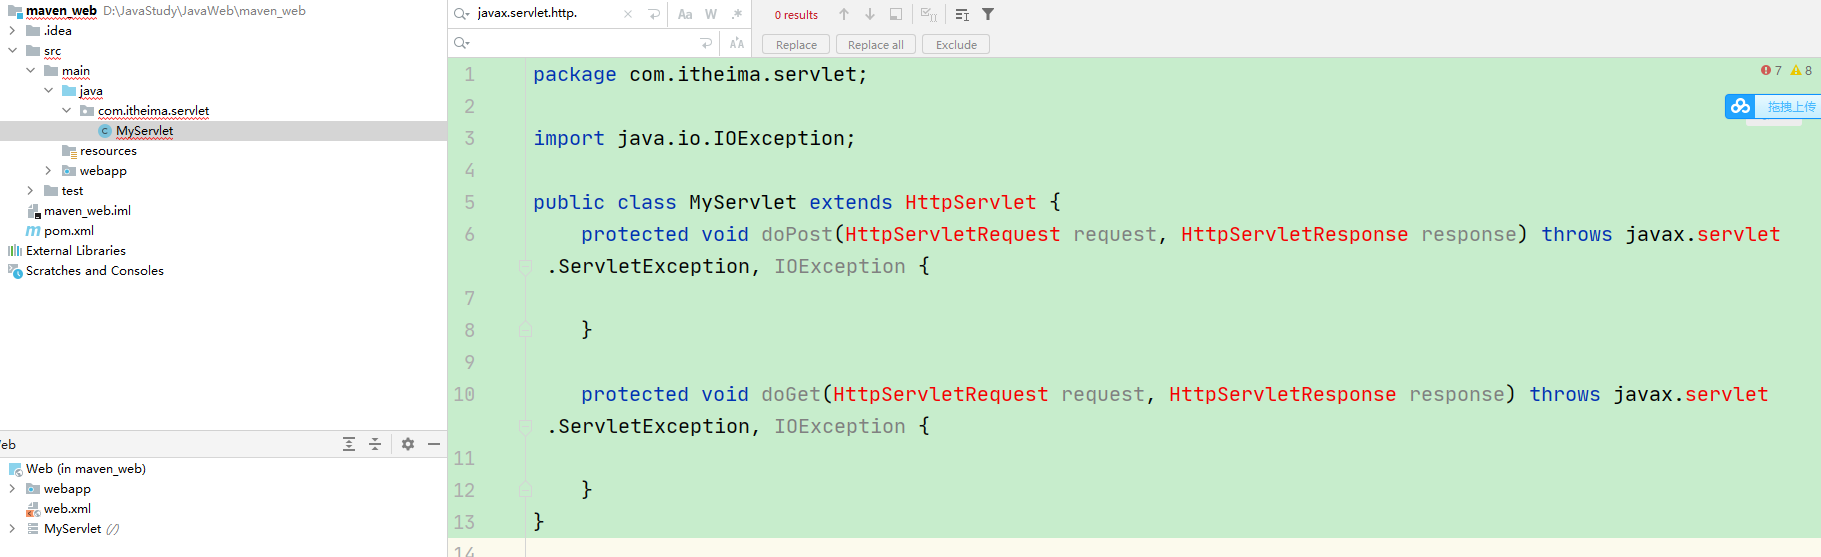 maven_web D:\JavaStudy\JavaWeb\maven_web
.idea
src
main
java
com.itheima.servlet
MyServlet
resources
webapp
test
maven_web.iml
pom.xml
External Libraries
Scratches and Consoles
Web (in maven_web)
webapp
web.xml
MyServlet (/)
javax.servlet.http.
Aa W .*
0 results
Replace Replace all Exclude
7 8
拖拽上传
1 package com.itheima.servlet;
2
3 import java.io.IOException;
4
5 public class MyServlet extends HttpServlet {
6 protected void doPost(HttpServletRequest request, HttpServletResponse response) throws javax.servlet
.ServletException, IOException {
7
8 }
9
10 protected void doGet(HttpServletRequest request, HttpServletResponse response) throws javax.servlet
.ServletException, IOException {
11
12 }
13 }
14